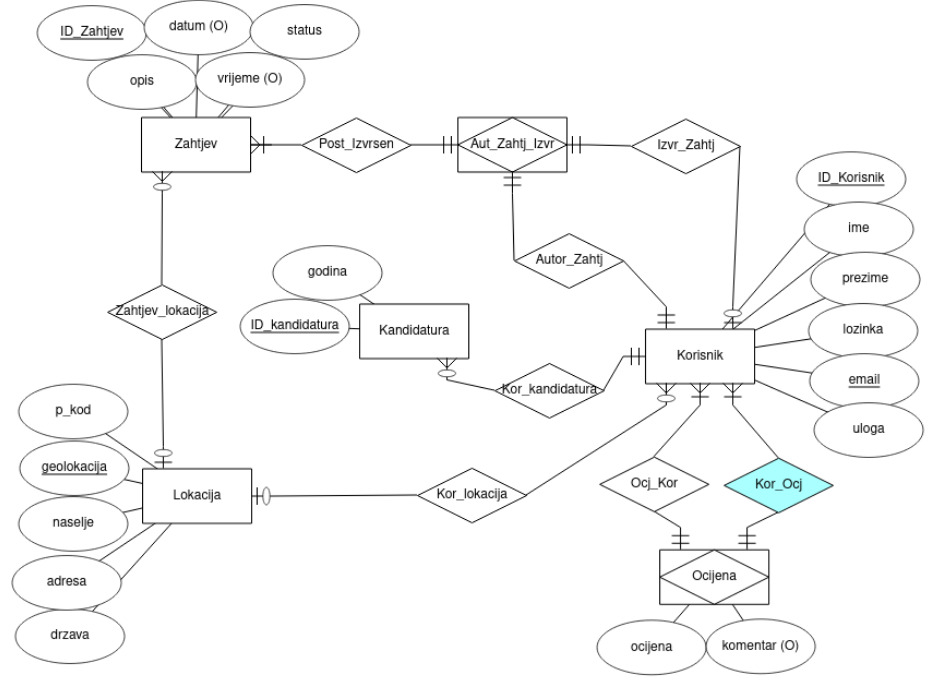 ID_Zahtjev
datum (O)
status
opis
vrijeme (O)
Zahtjev
Post_Izvrsen
Aut_Zahtj_Izvr
Izvr_Zahtj
ID_Korisnik
ime
Autor_Zahtj
godina
prezime
Zahtjev_lokacija
ID_kandidatura
Kandidatura
lozinka
Korisnik
email
Kor_kandidatura
p_kod
uloga
geolokacija
Ocj_Kor
Kor_Ocj
Lokacija
Kor_lokacija
naselje
adresa
Ocijena
drzava
ocijena
komentar (O)